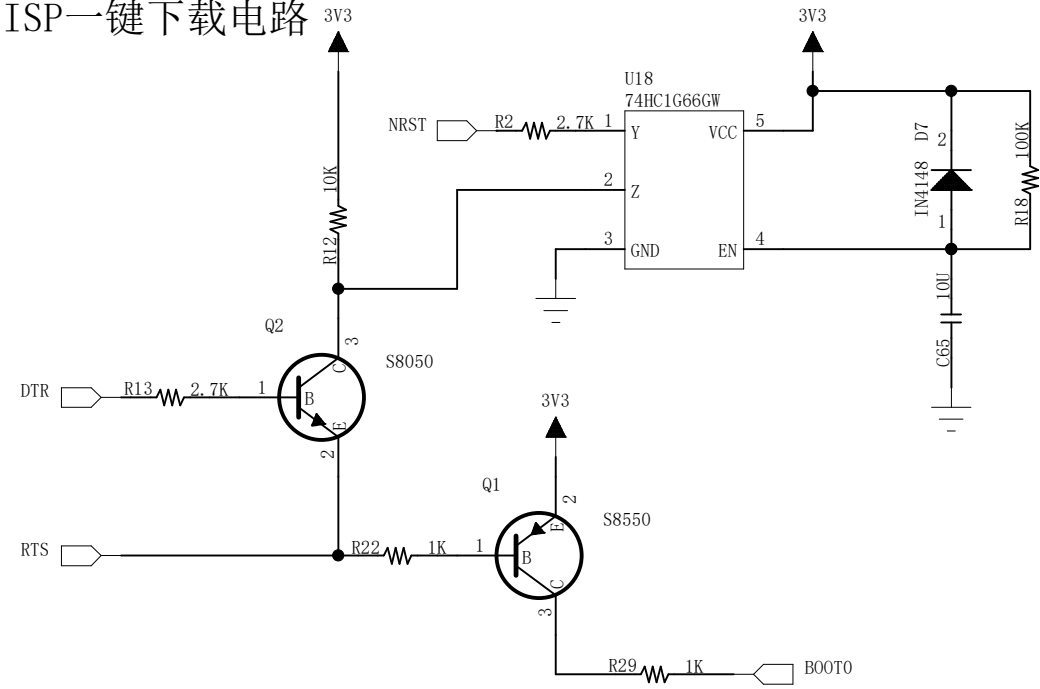 ISP一键下载电路
3V3
3V3
U18
74HC1G66GW
NRST
R2
2.7K
1
Y
VCC
5
2
Z
3
GND
EN
4
D7
2
IN4148
1
100K
R18
10U
C65
10K
R12
Q2
3
C
S8050
DTR
R13
2.7K
1
B
E
2
3V3
Q1
2
E
S8550
RTS
R22
1K
1
B
C
3
R29
1K
BOOT0